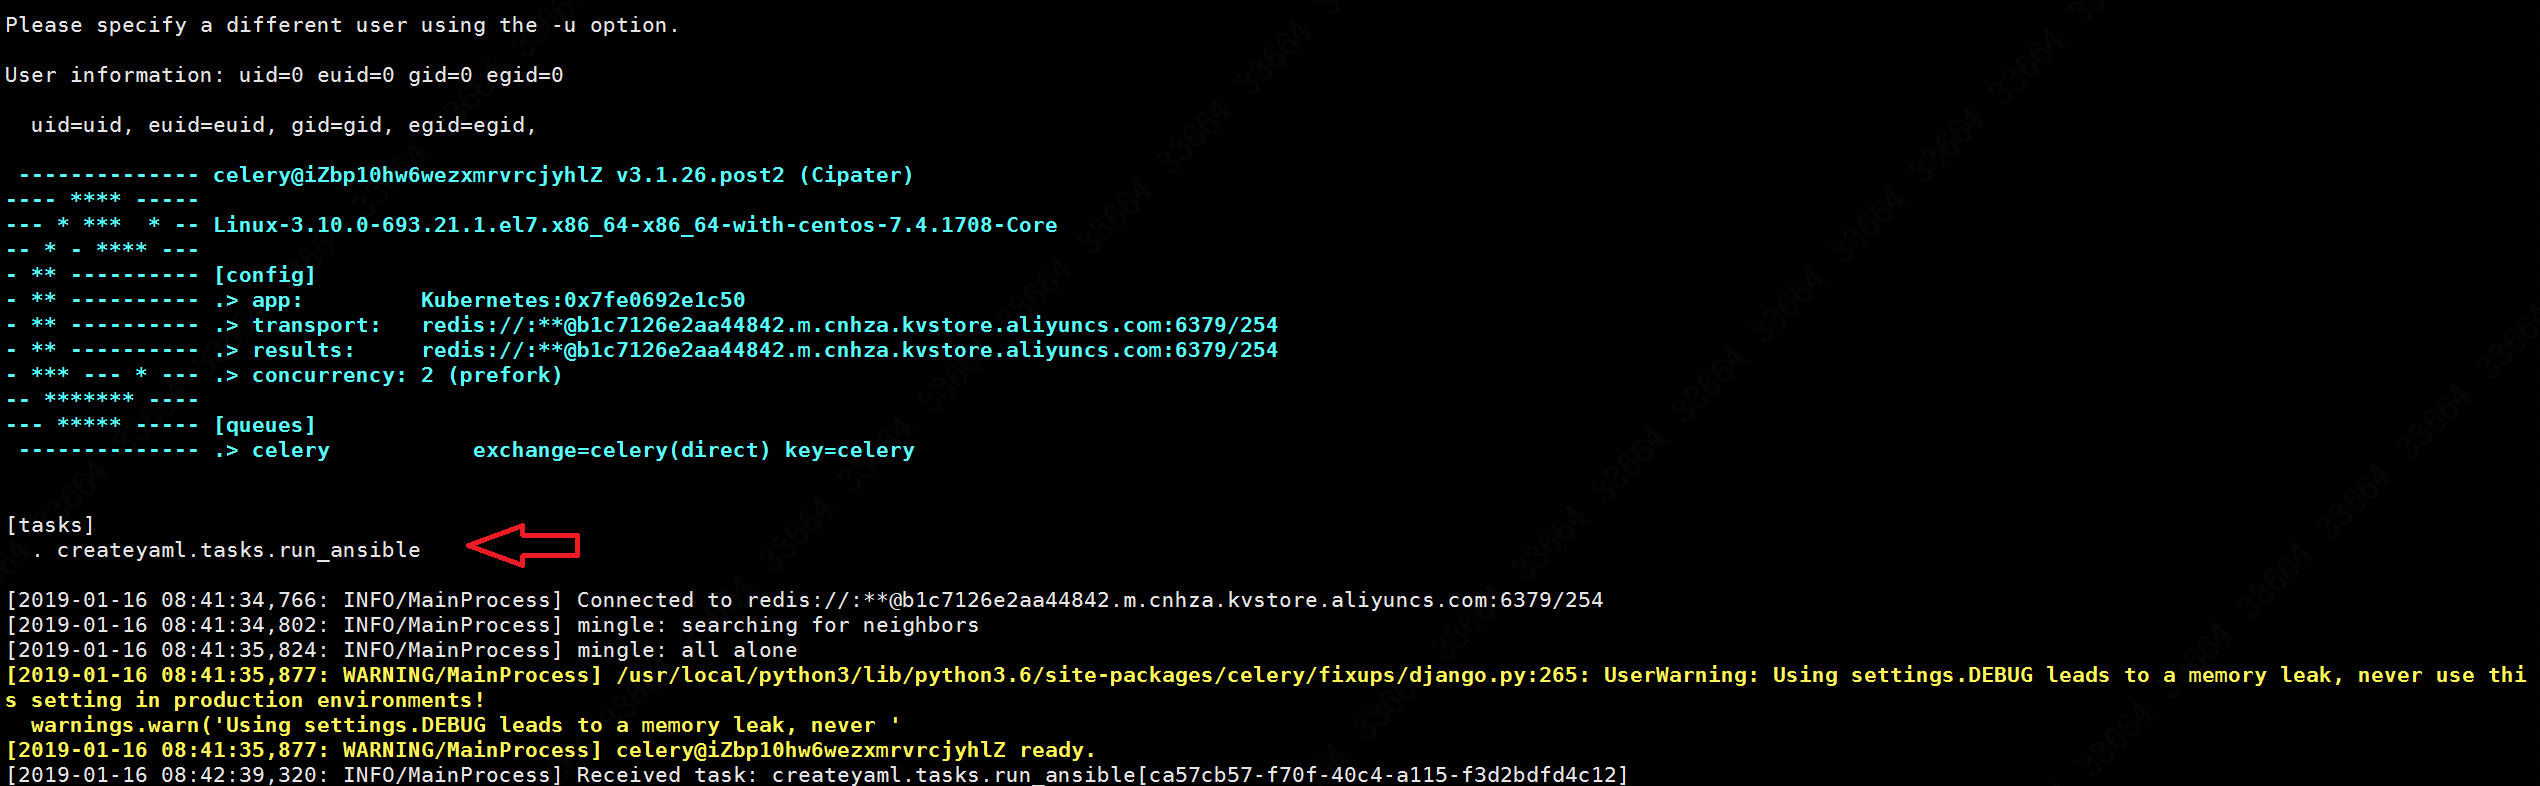 Please specify a different user using the -u option.
User information: uid=0 euid=0 gid=0 egid=0
uid=uid, euid=euid, gid=gid, egid=egid,
-------------- celery@iZbp10hw6wezxmrvrcjyhlZ v3.1.26.post2 (Cipater)
---- **** -----
--- * ***  * -- Linux-3.10.0-693.21.1.el7.x86_64-x86_64-with-centos-7.4.1708-Core
-- * - **** ---
- ** ---------- [config]
- ** ---------- .> app:         Kubernetes:0x7fe0692e1c50
- ** ---------- .> transport:   redis://:**@b1c7126e2aa44842.m.cnhza.kvstore.aliyuncs.com:6379/254
- ** ---------- .> results:     redis://:**@b1c7126e2aa44842.m.cnhza.kvstore.aliyuncs.com:6379/254
- *** --- * --- .> concurrency: 2 (prefork)
-- ******* ----
--- ***** ----- [queues]
-------------- .> celery           exchange=celery(direct) key=celery
[tasks]
. createyaml.tasks.run_ansible
[2019-01-16 08:41:34,766: INFO/MainProcess] Connected to redis://:**@b1c7126e2aa44842.m.cnhza.kvstore.aliyuncs.com:6379/254
[2019-01-16 08:41:34,802: INFO/MainProcess] mingle: searching for neighbors
[2019-01-16 08:41:35,824: INFO/MainProcess] mingle: all alone
[2019-01-16 08:41:35,877: WARNING/MainProcess] /usr/local/python3/lib/python3.6/site-packages/celery/fixups/django.py:265: UserWarning: Using settings.DEBUG leads to a memory leak, never use thi
s setting in production environments!
warnings.warn('Using settings.DEBUG leads to a memory leak, never '
[2019-01-16 08:41:35,877: WARNING/MainProcess] celery@iZbp10hw6wezxmrvrcjyhlZ ready.
[2019-01-16 08:42:39,320: INFO/MainProcess] Received task: createyaml.tasks.run_ansible[ca57cb57-f70f-40c4-a115-f3d2bdfd4c12]